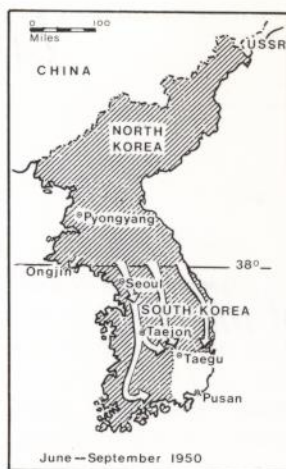 0 100
Miles
USSR
CHINA
NORTH
KOREA
Pyongyang
Ongjin
38°
Seoul
SOUTH KOREA
Taejon
Taegu
Pusan
June–September 1950